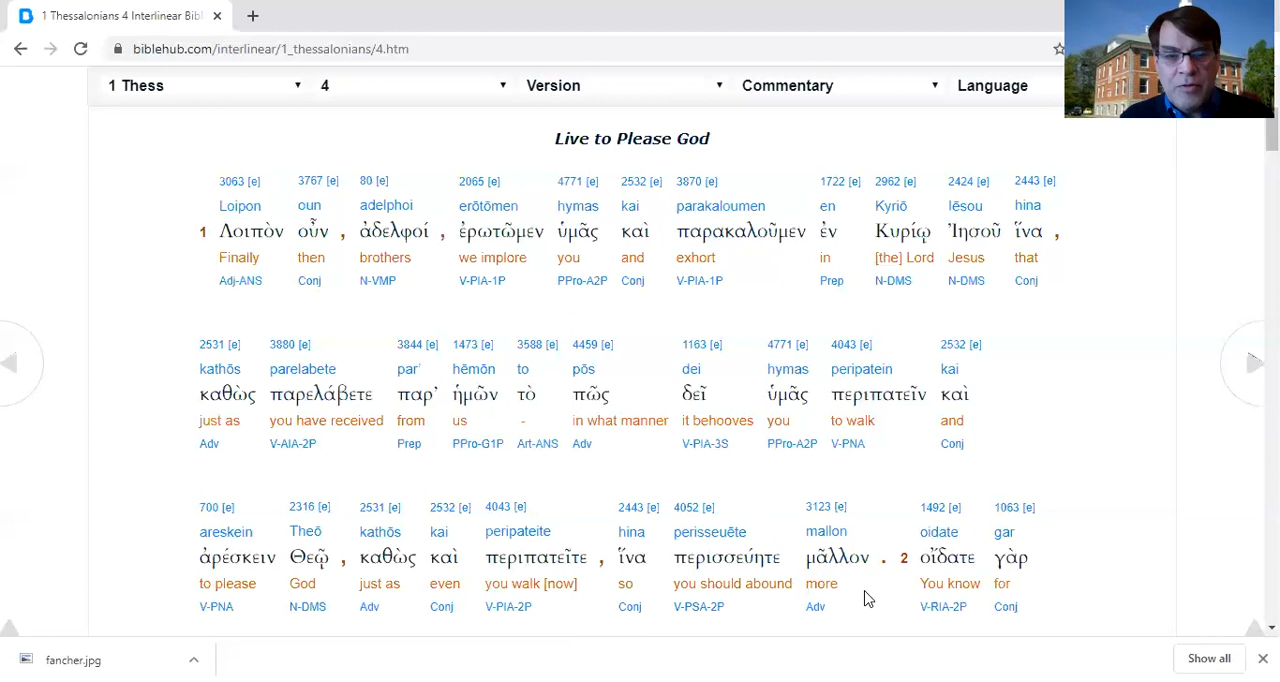 1 Thessalonians 4 Interlinear Bibl
biblehub.com/interlinear/1_thessalonians/4.htm
1 Thess 4 Version Commentary Language
Live to Please God
3063 [e] 3767 [e] 80 [e] 2065 [e] 4771 [e] 2532 [e] 3870 [e] 1722 [e] 2962 [e] 2424 [e] 2443 [e]
Loipon oun adelphoi erōtōmen hymas kai parakaloumen en Kyriō Iēsou hina
1 Λοιπὸν οὖν , ἀδελφοί , ἐρωτῶμεν ὑμᾶς καὶ παρακαλοῦμεν ἐν Κυρίῳ Ἰησοῦ ἵνα ,
Finally then brothers we implore you and exhort in [the] Lord Jesus that
Adj-ANS Conj N-VMP V-PIA-1P PPro-A2P Conj V-PIA-1P Prep N-DMS N-DMS Conj
2531 [e] 3880 [e] 3844 [e] 1473 [e] 3588 [e] 4459 [e] 1163 [e] 4771 [e] 4043 [e] 2532 [e]
kathōs parelabete par’ hēmōn to pōs dei hymas peripatein kai
καθὼς παρελάβετε παρ’ ἡμῶν τὸ πῶς δεῖ ὑμᾶς περιπατεῖν καὶ
just as you have received from us - in what manner it behooves you to walk and
Adv V-AIA-2P Prep PPro-G1P Art-ANS Adv V-PIA-3S PPro-A2P V-PNA Conj
700 [e] 2316 [e] 2531 [e] 2532 [e] 4043 [e] 2443 [e] 4052 [e] 3123 [e] 1492 [e] 1063 [e]
areskein Theō kathōs kai peripateite hina perisseuēte mallon oidate gar
ἀρέσκειν Θεῷ , καθὼς καὶ περιπατεῖτε , ἵνα περισσεύητε μᾶλλον . 2 οἴδατε γὰρ
to please God just as even you walk [now] so you should abound more You know for
V-PNA N-DMS Adv Conj V-PIA-2P Conj V-PSA-2P Adv V-RIA-2P Conj
fancher.jpg
Show all